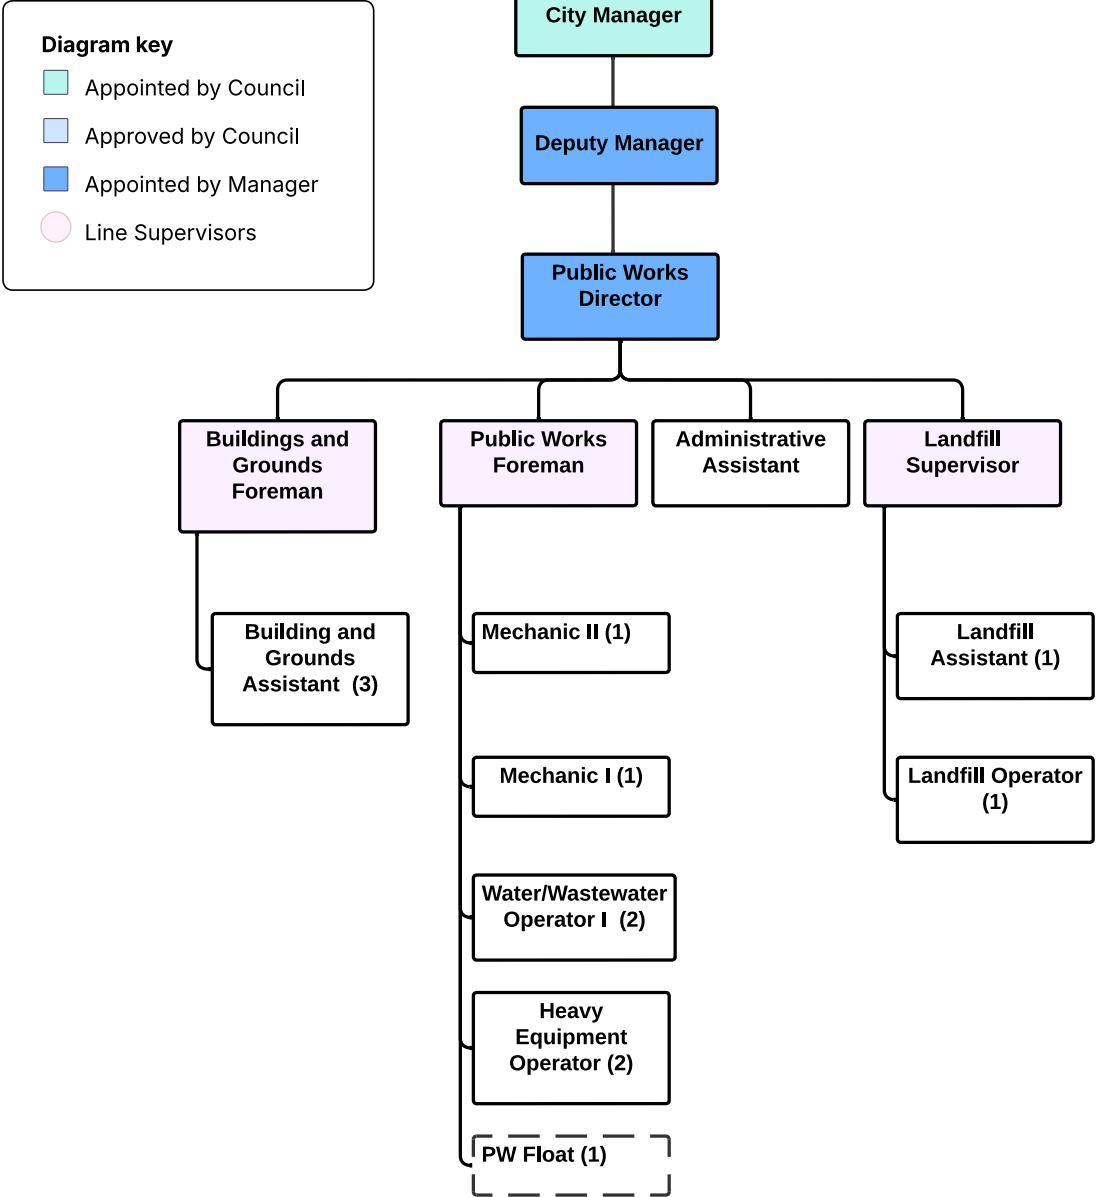 City Manager
Diagram key
Appointed by Council
Approved by Council
Appointed by Manager
Line Supervisors
Deputy Manager
Public Works
Director
Buildings and
Grounds
Foreman
Public Works
Foreman
Administrative
Assistant
Landfill
Supervisor
Building and
Grounds
Assistant (3)
Mechanic II (1)
Landfill
Assistant (1)
Mechanic I (1)
Landfill Operator
(1)
Water/Wastewater
Operator I (2)
Heavy
Equipment
Operator (2)
PW Float (1)